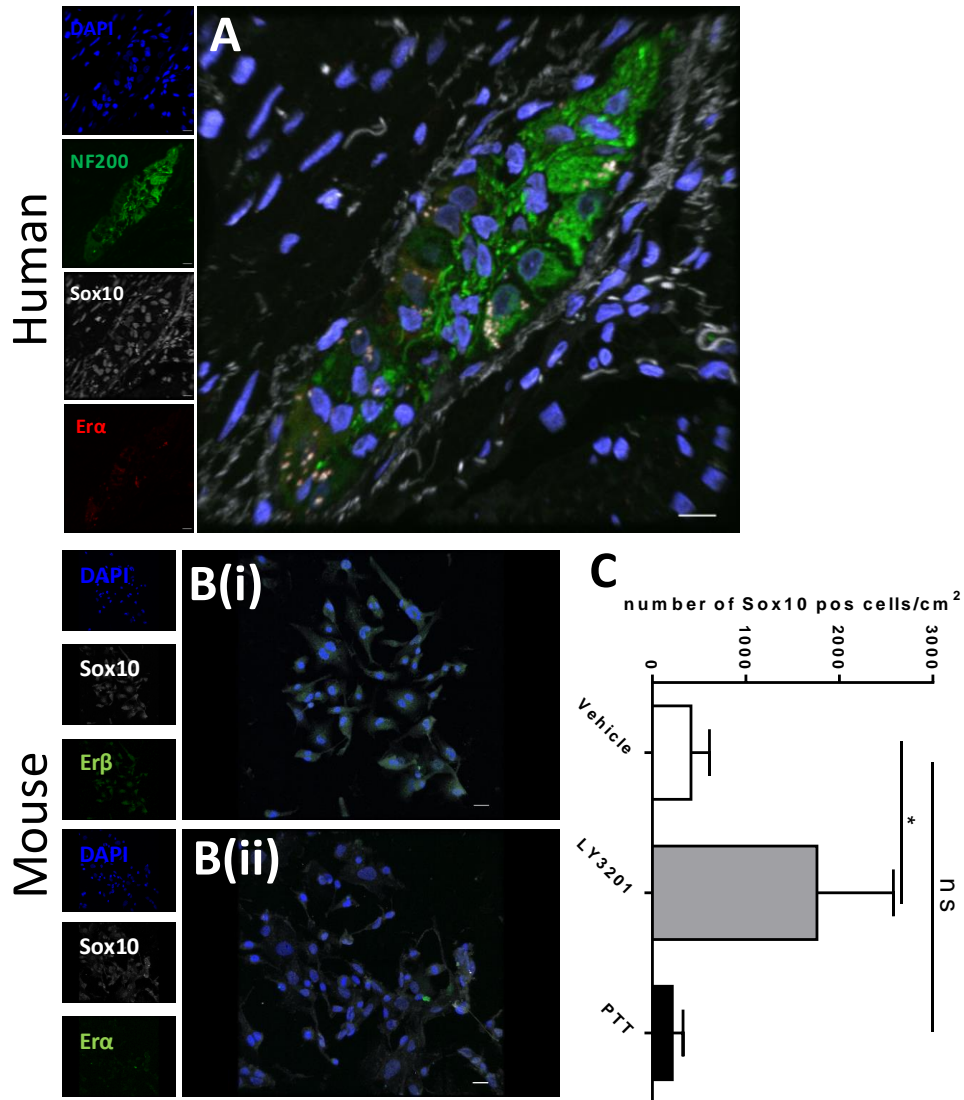 Human
DAPI
NF200
Sox10
Erα
A
Mouse
DAPI
Sox10
Erβ
DAPI
Sox10
Erα
B(i)
B(ii)
C
number of Sox10 pos cells/cm²
0
1000
2000
3000
Vehicle
LY3201
PTT
*
ns